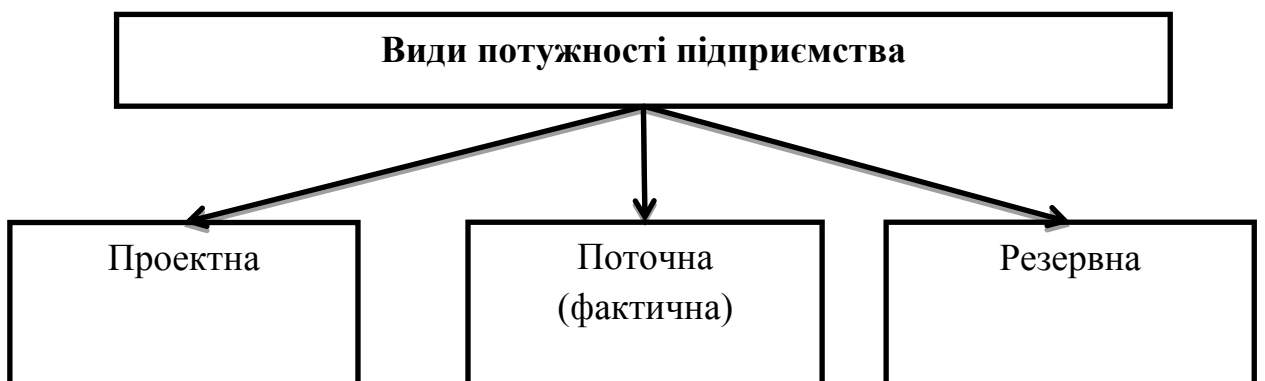 Види потужності підприємства
Проектна
Поточна
(фактична)
Резервна